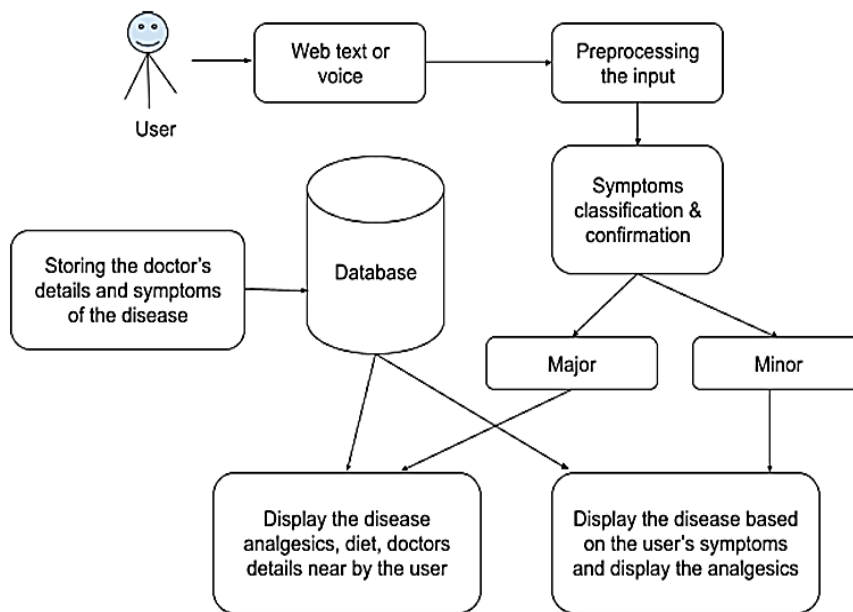 Web text or
voice
Preprocessing
the input
User
Symptoms
classification &
confirmation
Storing the doctor's
details and symptoms
of the disease
Database
Major
Minor
Display the disease
analgesics, diet, doctors
details near by the user
Display the disease based
on the user's symptoms
and display the analgesics